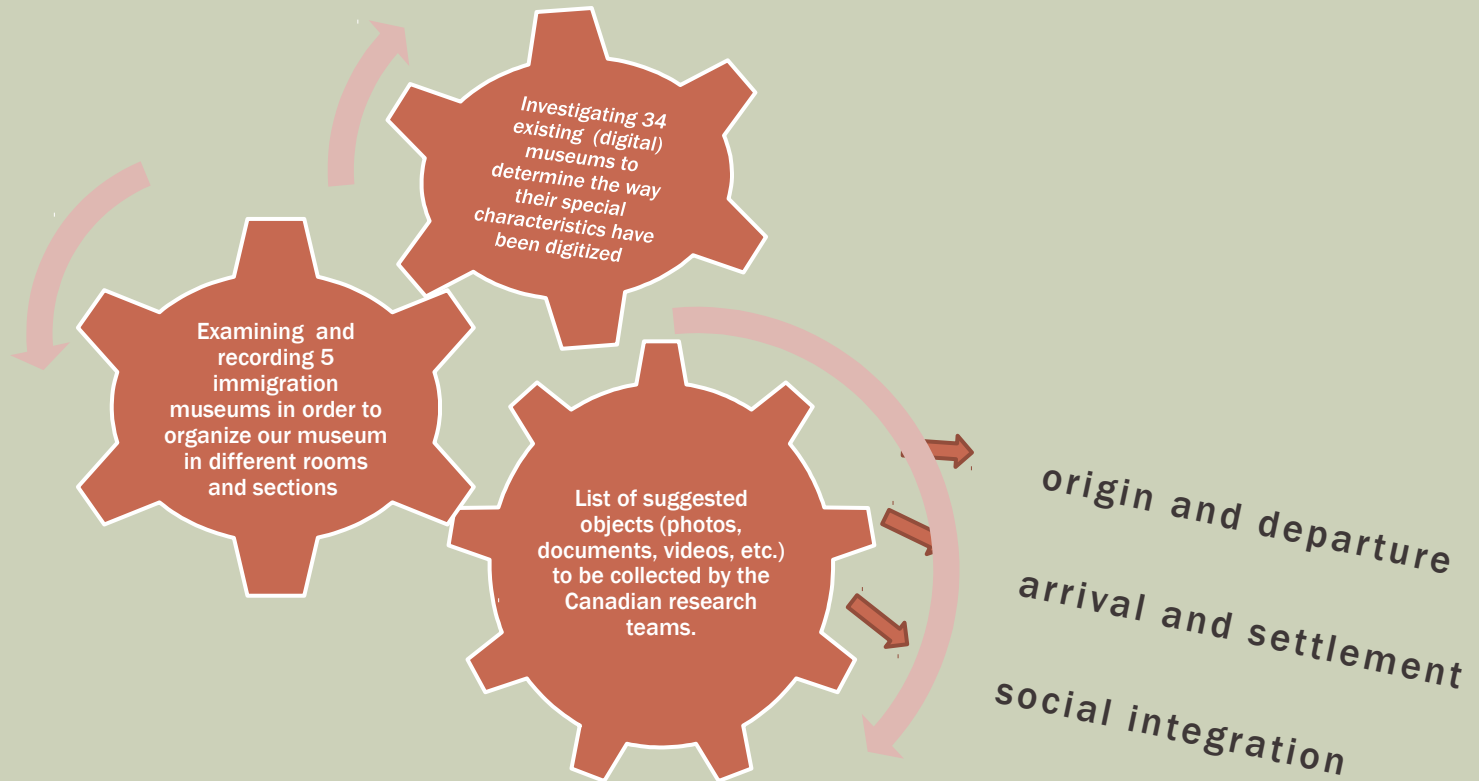 Investigating 34
existing (digital)
museums to
determine the way
their special
characteristics have
been digitized
Examining and
recording 5
immigration
museums in order to
organize our museum
in different rooms
and sections
List of suggested
objects (photos,
documents, videos, etc.)
to be collected by the
Canadian research
teams.
origin and departure
arrival and settlement
social integration